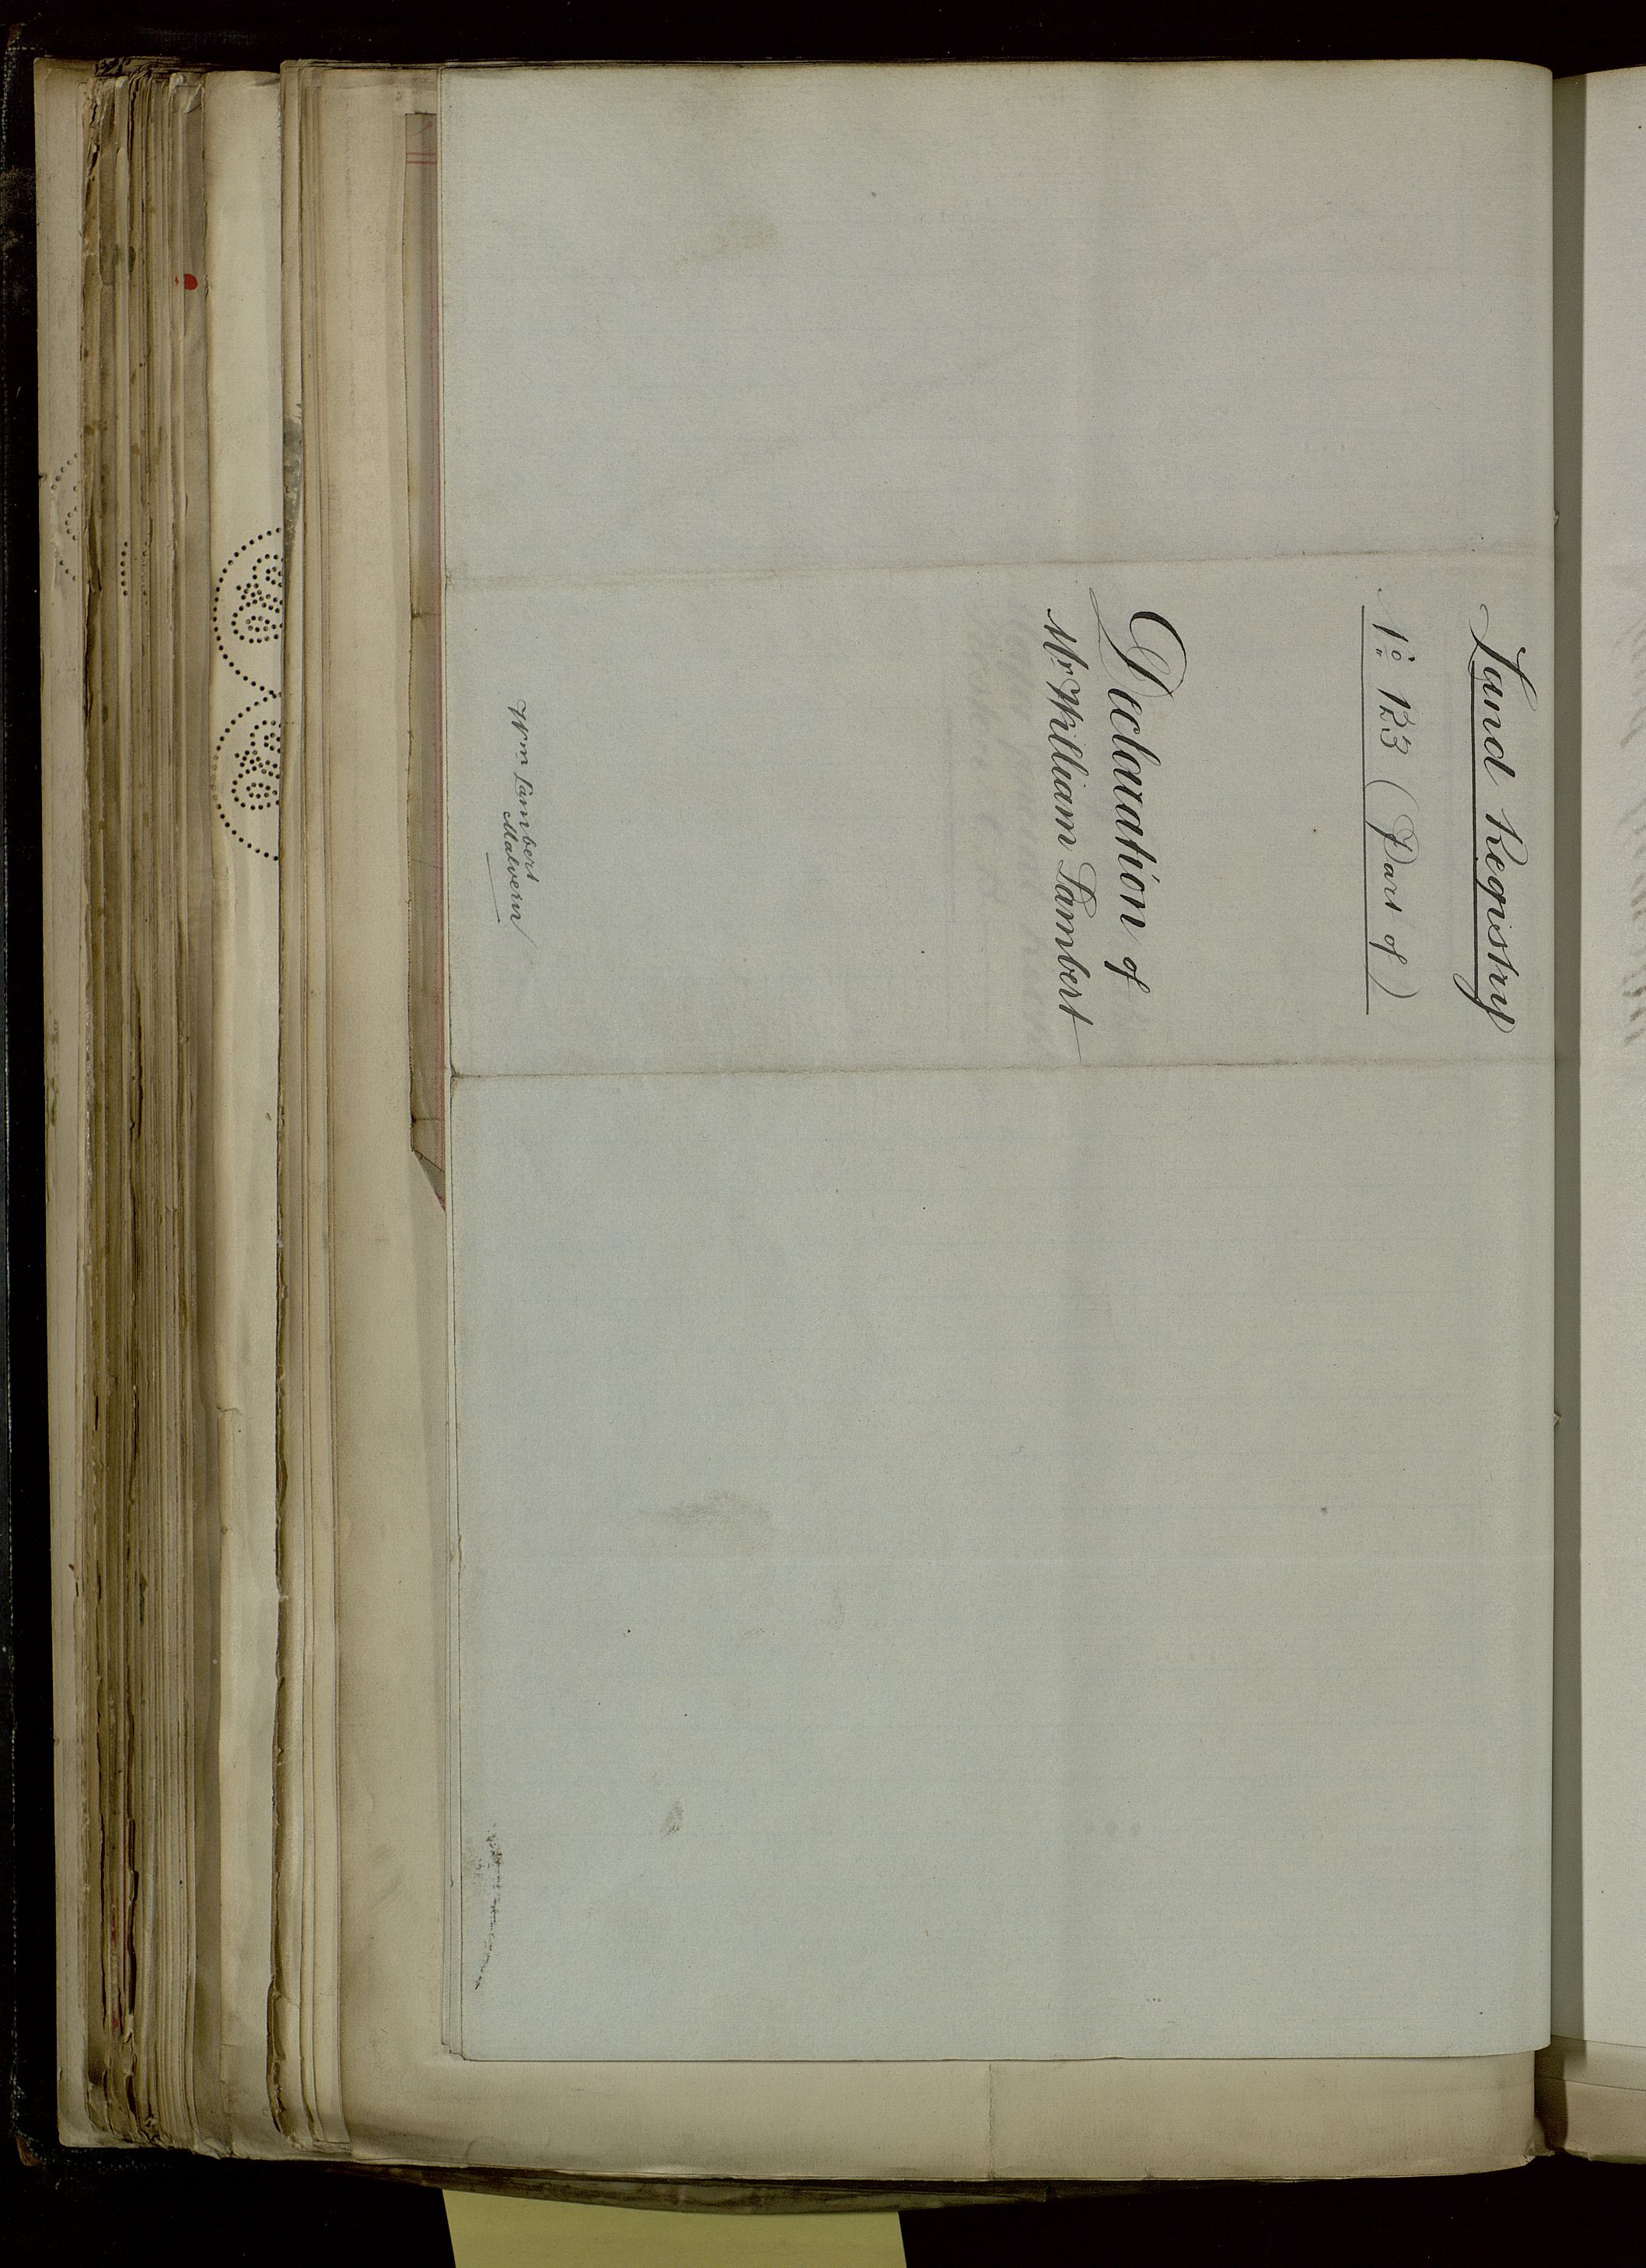 Land Registry
No. 123 (Part of)
Declaration of
Mr. William Lambert
Wm Lambert
Malvern